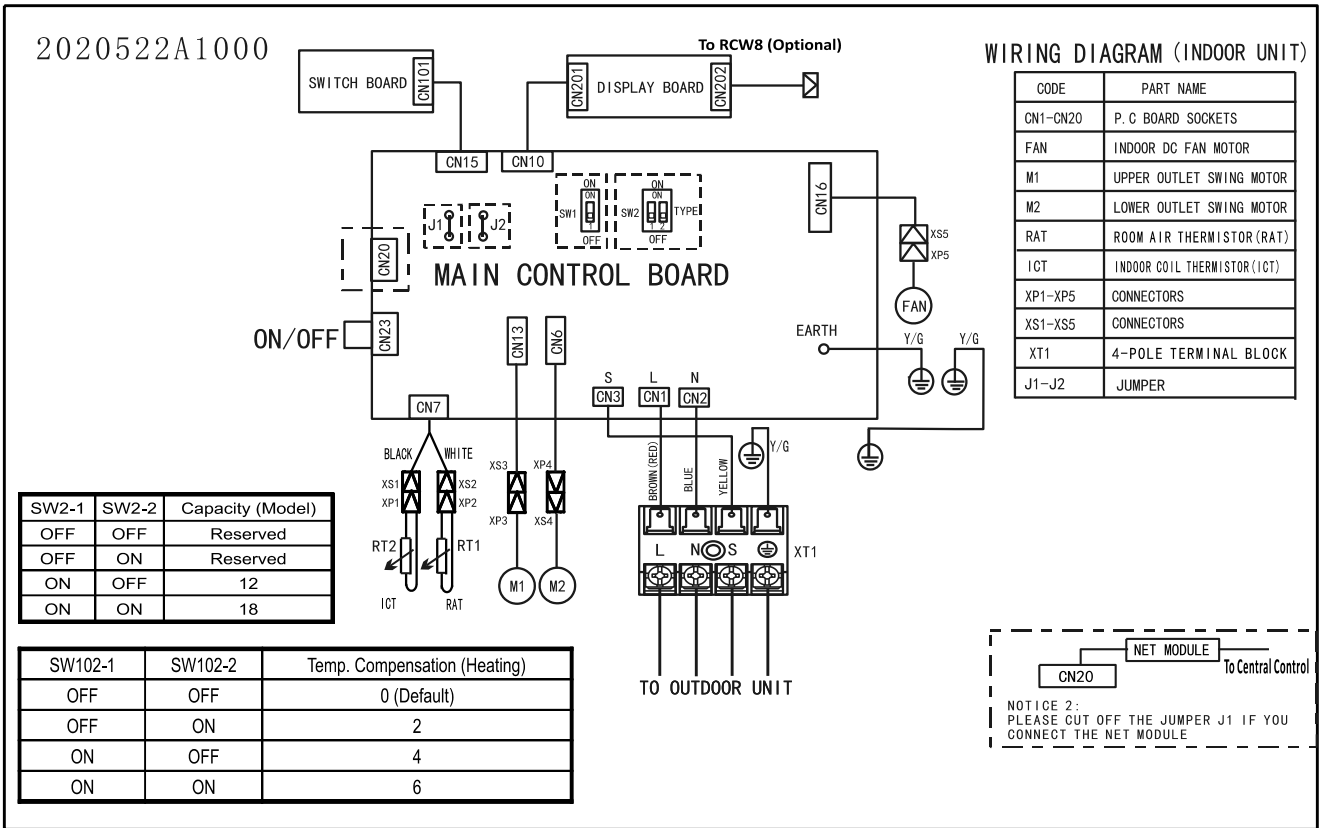 2020522A1000
To RCW8 (Optional)
WIRING DIAGRAM (INDOOR UNIT)
SWITCH BOARD
CN101
CN201
DISPLAY BOARD
CN202
CODE PART NAME
CN1-CN20 P.C BOARD SOCKETS
FAN INDOOR DC FAN MOTOR
M1 UPPER OUTLET SWING MOTOR
M2 LOWER OUTLET SWING MOTOR
RAT ROOM AIR THERMISTOR(RAT)
ICT INDOOR COIL THERMISTOR(ICT)
XP1-XP5 CONNECTORS
XS1-XS5 CONNECTORS
XT1 4-POLE TERMINAL BLOCK
J1-J2 JUMPER
CN15
CN10
CN16
ON
ON
SW1
1
OFF
ON
ON
SW2
TYPE
1 2
OFF
J1
J2
CN20
MAIN CONTROL BOARD
XS5
XP5
FAN
ON/OFF
CN23
CN13
CN6
EARTH
Y/G
Y/G
S L N
CN3 CN1 CN2
CN7
BLACK WHITE
XS1 XS2
XP1 XP2
XS3 XP4
XP3 XS4
BROWN(RED)
BLUE
YELLOW
Y/G
RT2 RT1
ICT RAT
M1 M2
L N S
XT1
TO OUTDOOR UNIT
SW2-1 SW2-2 Capacity (Model)
OFF OFF Reserved
OFF ON Reserved
ON OFF 12
ON ON 18
SW102-1 SW102-2 Temp. Compensation (Heating)
OFF OFF 0 (Default)
OFF ON 2
ON OFF 4
ON ON 6
NET MODULE
To Central Control
CN20
NOTICE 2:
PLEASE CUT OFF THE JUMPER J1 IF YOU
CONNECT THE NET MODULE